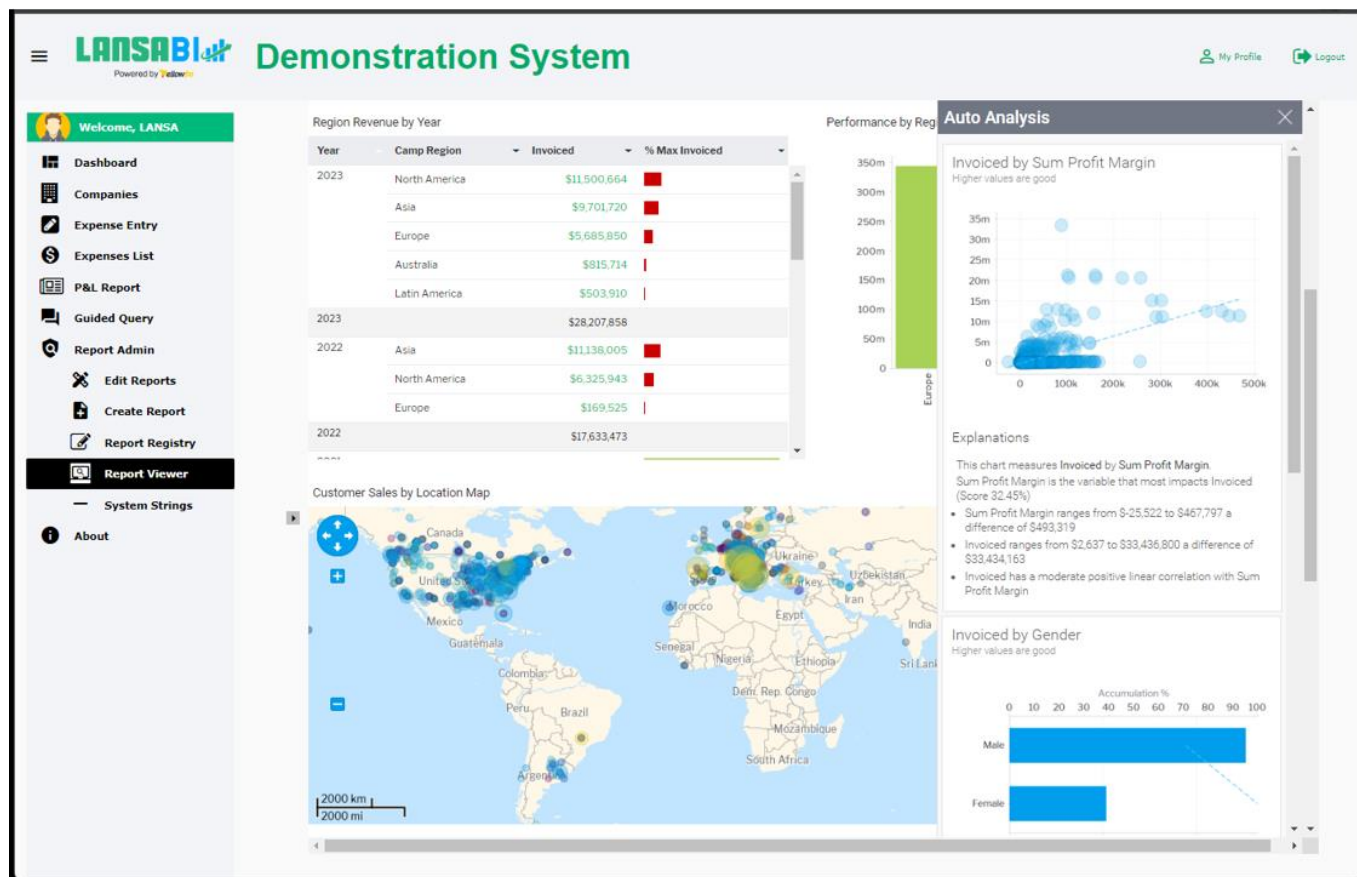 LANSABI
Powered by Yellowfin
Demonstration System
My Profile
Logout
Welcome, LANSA
Dashboard
Companies
Expense Entry
Expenses List
P&L Report
Guided Query
Report Admin
Edit Reports
Create Report
Report Registry
Report Viewer
System Strings
About
Region Revenue by Year
Year Camp Region Invoiced % Max Invoiced
2023 North America $11,500,664
Asia $9,701,720
Europe $5,685,850
Australia $815,714
Latin America $503,910
2023 $28,207,858
2022 Asia $11,138,005
North America $6,325,943
Europe $169,525
2022 $17,633,473
Performance by Reg
350m
300m
250m
200m
150m
100m
50m
0
Europe
Customer Sales by Location Map
Canada
United S
Mexico
Guatemala
Colombia
Peru
Brazil
Argen
Ukraine
Turkey
Uzbekistan
Iran
Morocco
Egypt
India
Senegal
Nigeria
Ethiopia
Sri Lank
Dem. Rep. Congo
Mozambique
South Africa
2000 km
2000 mi
Auto Analysis
Invoiced by Sum Profit Margin
Higher values are good
35m
30m
25m
20m
15m
10m
5m
0
0 100k 200k 300k 400k 500k
Explanations
This chart measures Invoiced by Sum Profit Margin.
Sum Profit Margin is the variable that most impacts Invoiced
(Score 32.45%)
• Sum Profit Margin ranges from $-25,522 to $467,797 a
difference of $493,319
• Invoiced ranges from $2,637 to $33,436,800 a difference of
$33,434,163
• Invoiced has a moderate positive linear correlation with Sum
Profit Margin
Invoiced by Gender
Higher values are good
Accumulation %
0 10 20 30 40 50 60 70 80 90 100
Male
Female